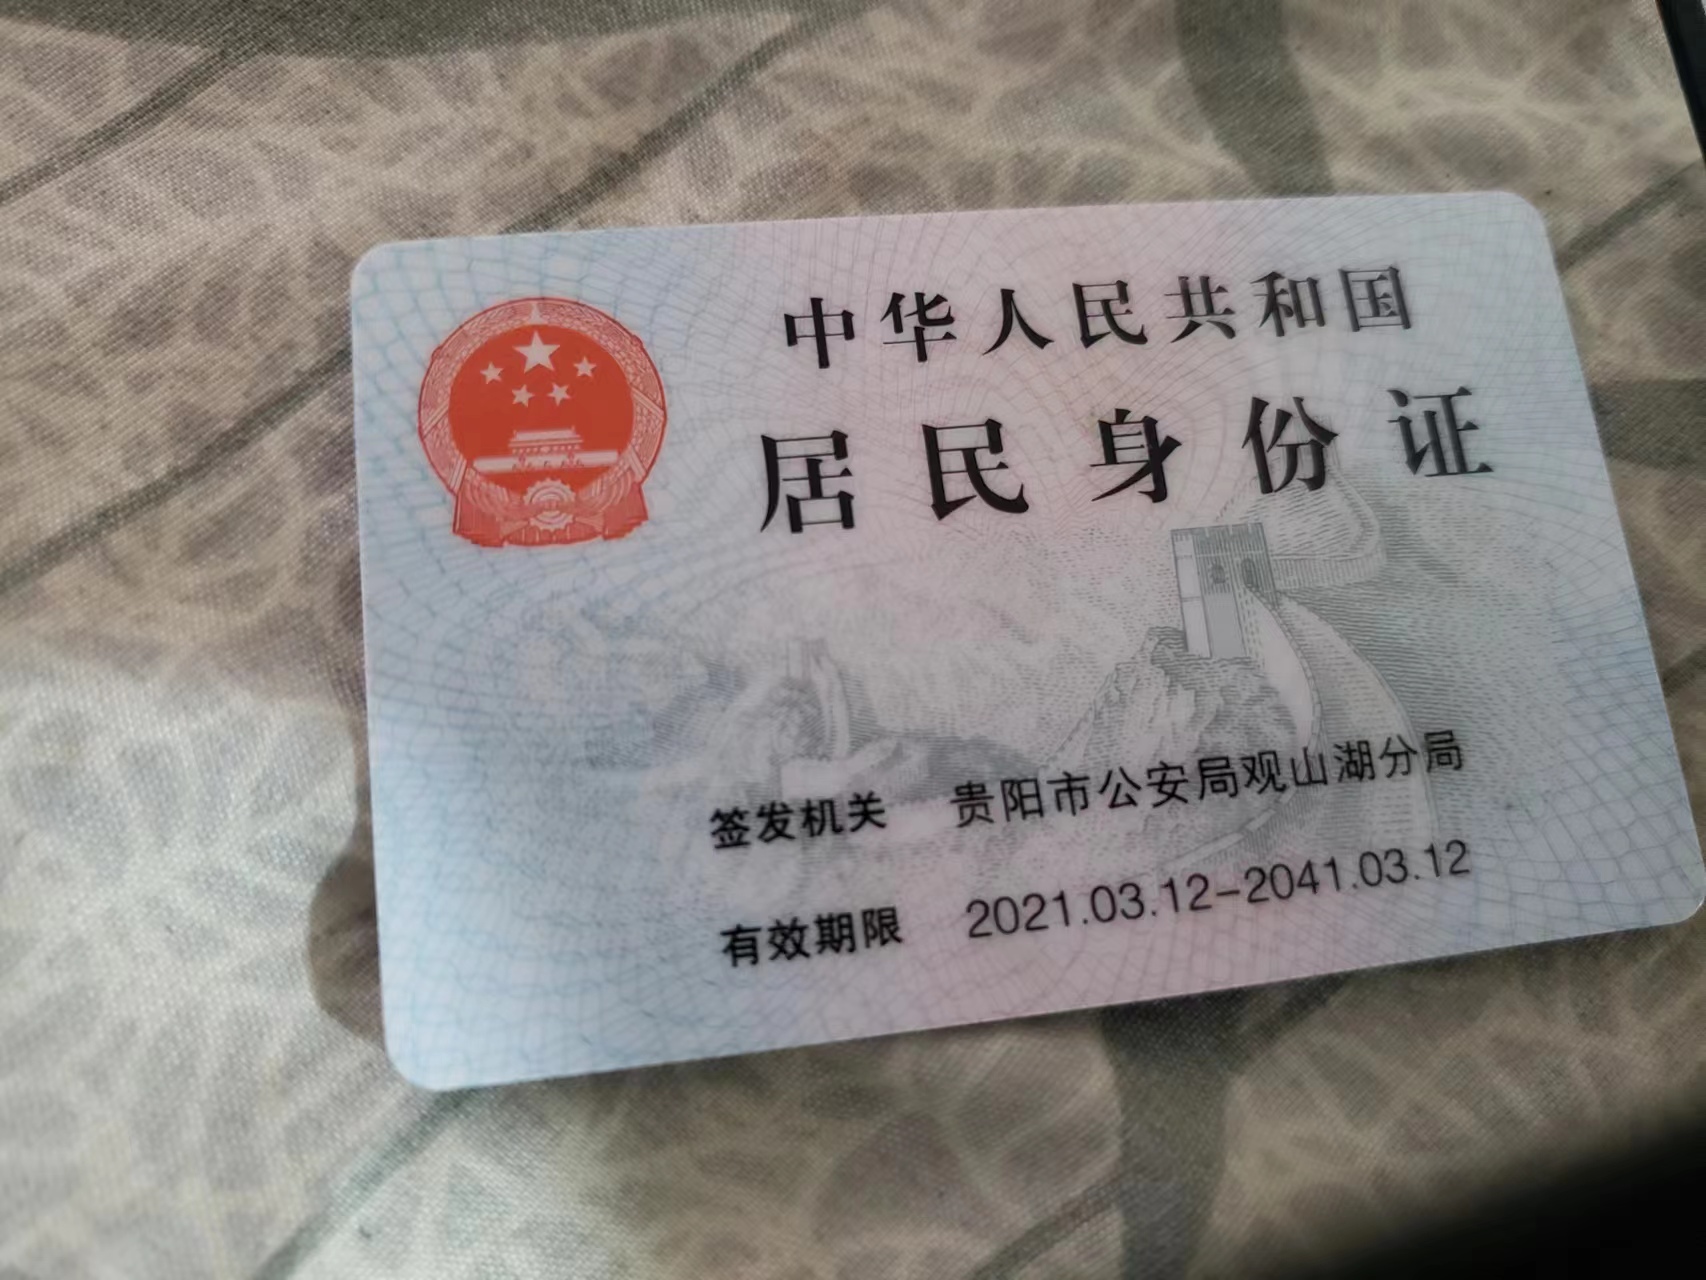 中华人民共和国
居民身份证
签发机关 贵阳市公安局观山湖分局
有效期限 2021.03.12-2041.03.12